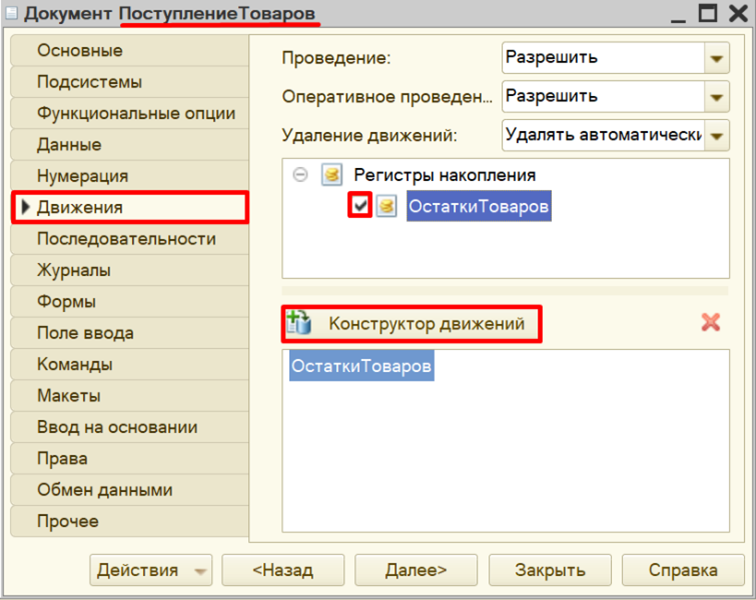 Документ ПоступлениеТоваров
Основные
Подсистемы
Функциональные опции
Данные
Нумерация
Движения
Последовательности
Журналы
Формы
Поле ввода
Команды
Макеты
Ввод на основании
Права
Обмен данными
Прочее
Проведение: Разрешить
Оперативное проведен... Разрешить
Удаление движений: Удалять автоматически
Регистры накопления
ОстаткиТоваров
Конструктор движений
ОстаткиТоваров
Действия <Назад Далее> Закрыть Справка